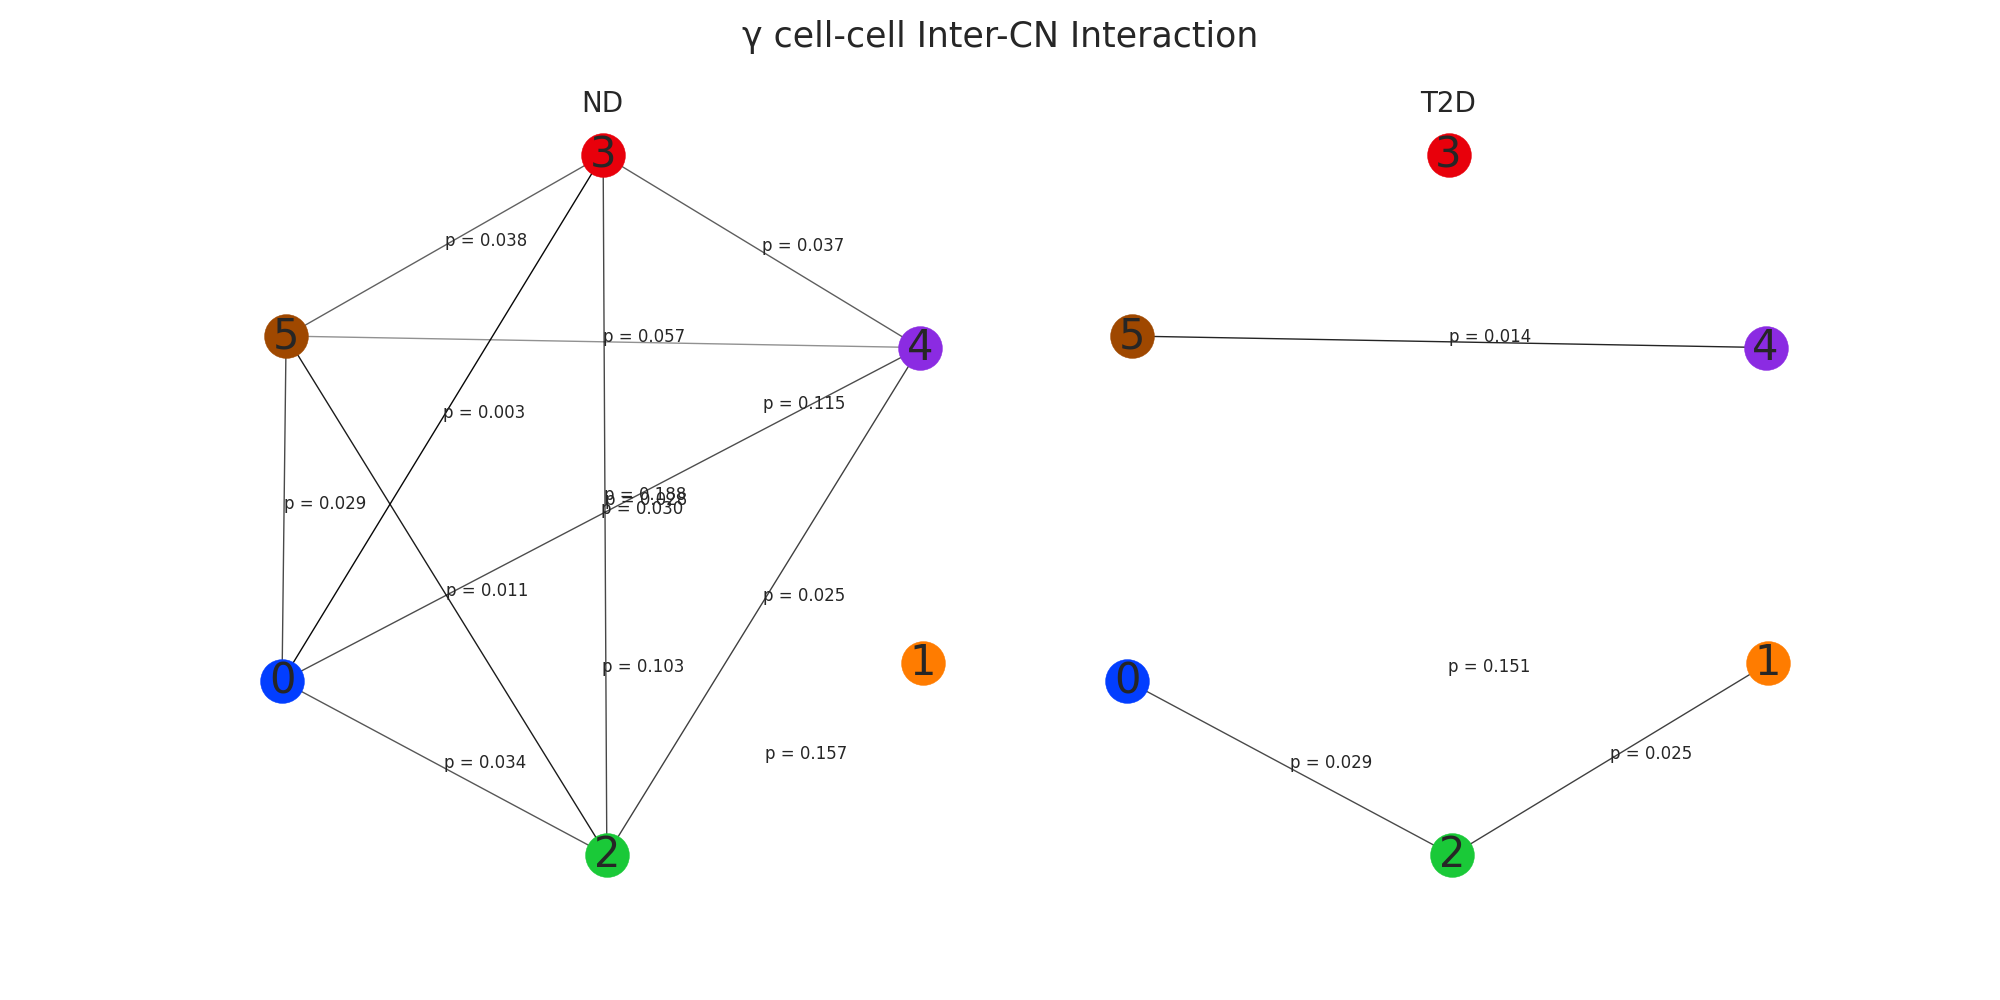 γ cell-cell Inter-CN Interaction
ND
T2D
3
3
p = 0.038
p = 0.037
5
p = 0.057
4
5
p = 0.014
4
p = 0.115
p = 0.003
p = 0.188
p = 0.028
p = 0.029
p = 0.030
p = 0.011
p = 0.025
0
p = 0.103
1
0
p = 0.151
1
p = 0.034
p = 0.157
p = 0.029
p = 0.025
2
2